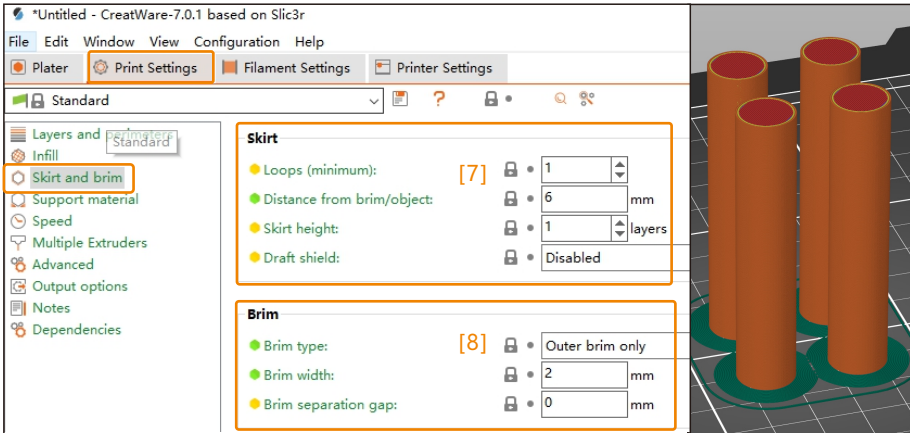 *Untitled - CreatWare-7.0.1 based on Slic3r
File Edit Window View Configuration Help
Plater Print Settings Filament Settings Printer Settings
Standard ?
Layers and perimeters
Standard
Infill
Skirt and brim
Support material
Speed
Multiple Extruders
Advanced
Output options
Notes
Dependencies
Skirt
Loops (minimum): [7] 1
Distance from brim/object: 6 mm
Skirt height: 1 layers
Draft shield: Disabled
Brim
Brim type: [8] Outer brim only
Brim width: 2 mm
Brim separation gap: 0 mm